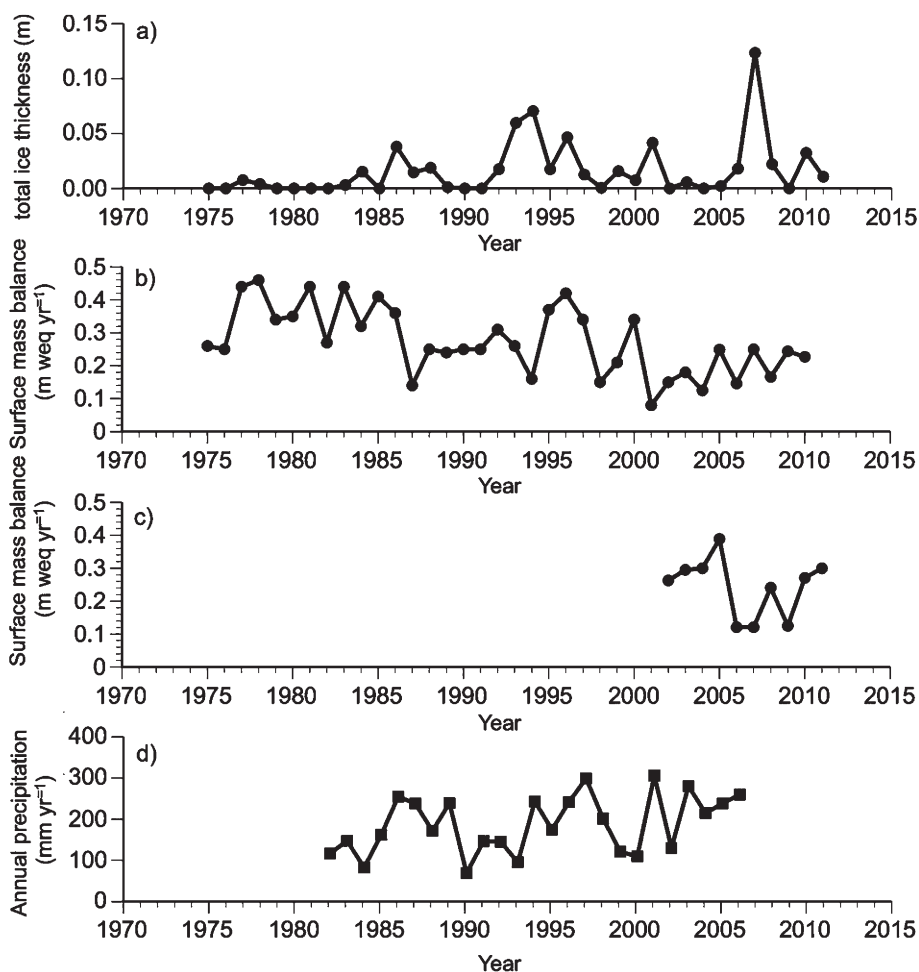 a)
total ice thickness (m)
0.15
0.10
0.05
0.00
1970 1975 1980 1985 1990 1995 2000 2005 2010 2015
Year
b)
Surface mass balance
(m weq yr⁻¹)
0.5
0.4
0.3
0.2
0.1
0
1970 1975 1980 1985 1990 1995 2000 2005 2010 2015
Year
c)
Surface mass balance
(m weq yr⁻¹)
0.5
0.4
0.3
0.2
0.1
0
1970 1975 1980 1985 1990 1995 2000 2005 2010 2015
Year
d)
Annual precipitation
(mm yr⁻¹)
400
300
200
100
0
1970 1975 1980 1985 1990 1995 2000 2005 2010 2015
Year